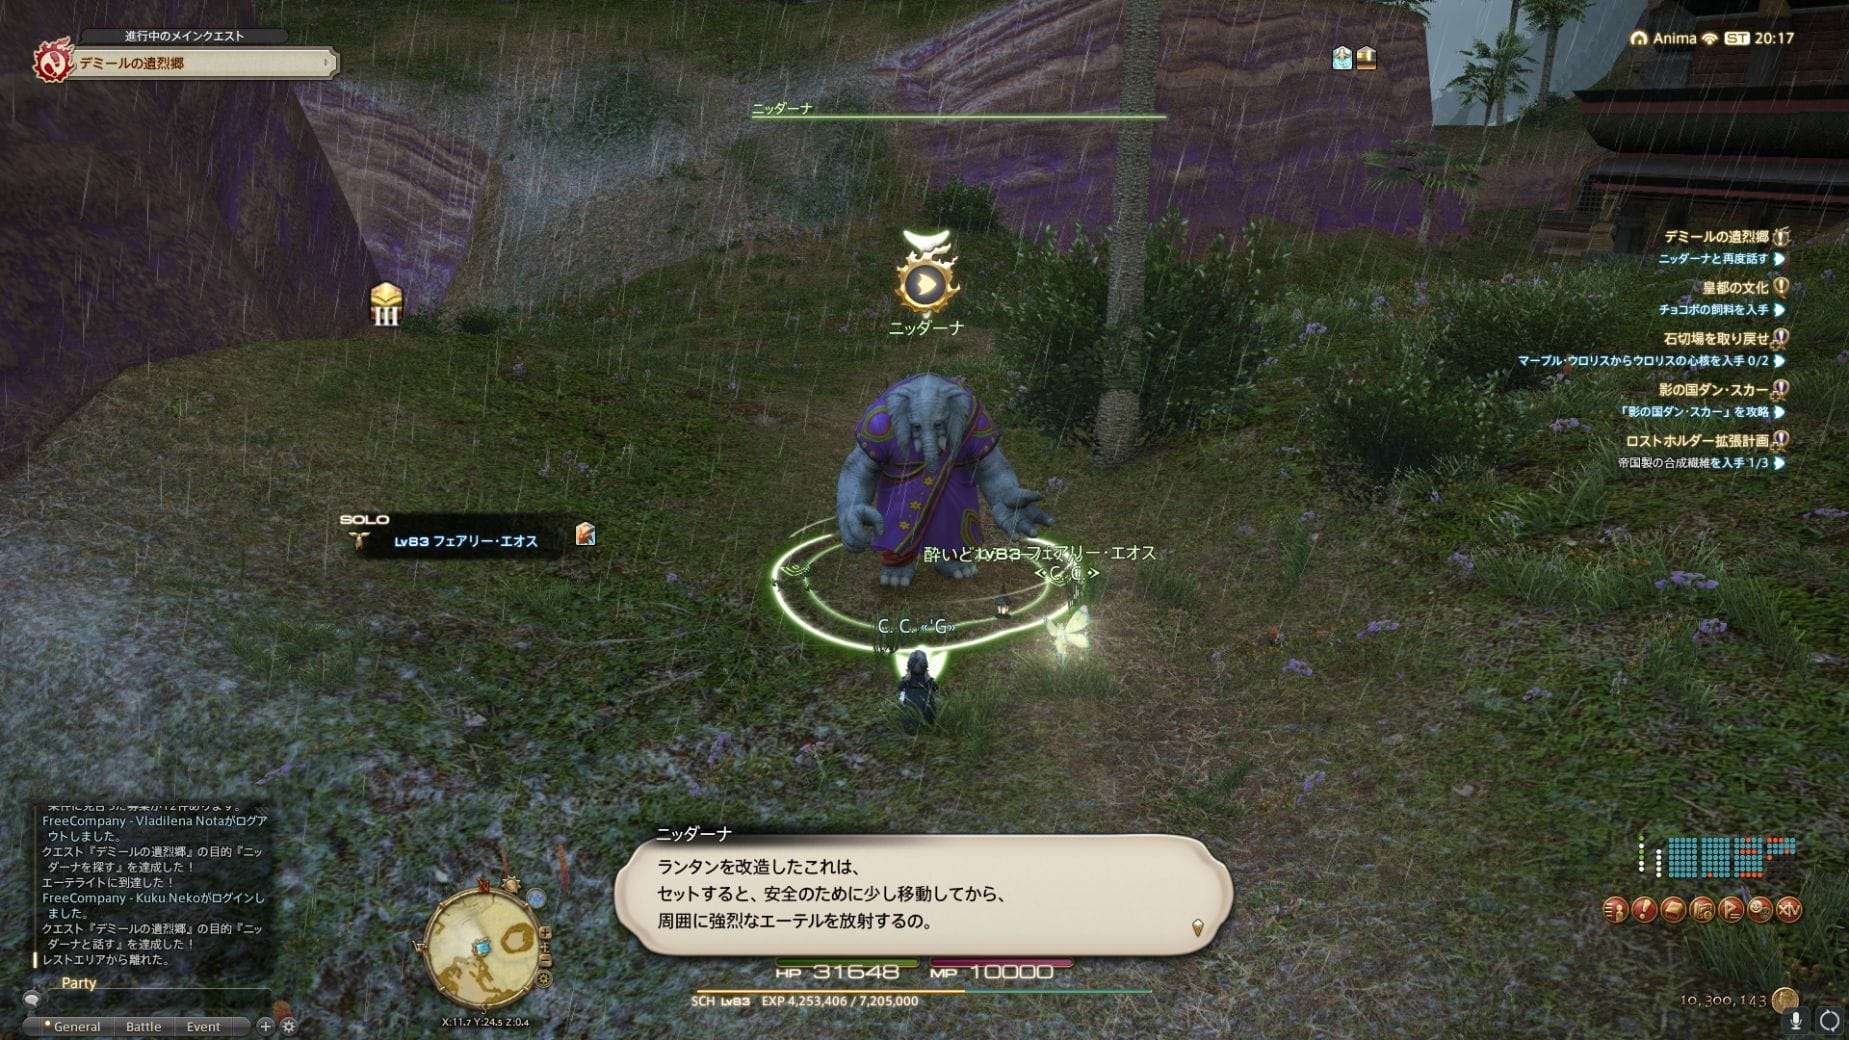 進行中のメインクエスト
デミールの遺烈郷
Anima ST 20:17
ニッダーナ
ニッダーナ
デミールの遺烈郷
ニッダーナと再度話す
皇都の文化
チョコボの飼料を入手
石切場を取り戻せ
マーブル・ウロリスからウロリスの心核を入手 0/2
影の国ダン・スカー
「影の国ダン・スカー」を攻略
ロストホルダー拡張計画
帝国製の合成繊維を入手 1/3
III
SOLO
Lv83 フェアリー・エオス
Lv83 フェアリー・エオス
C. C. «'G»
FreeCompany - Vladilena Notaがログア
ウトしました。
クエスト『デミールの遺烈郷』の目的『ニッ
ダーナを探す』を達成した！
エーテライトに到達した！
FreeCompany - Kuku Nekoがログインし
ました。
クエスト『デミールの遺烈郷』の目的『ニッ
ダーナと話す』を達成した！
レストエリアから離れた。
Party
General Battle Event
X:11.7 Y:24.5 Z:0.4
ニッダーナ
ランタンを改造したこれは、
セットすると、安全のために少し移動してから、
周囲に強烈なエーテルを放射するの。
HP 31648 MP 10000
SCH Lv83 EXP 4,253,406 / 7,205,000
XIV
10,300,143